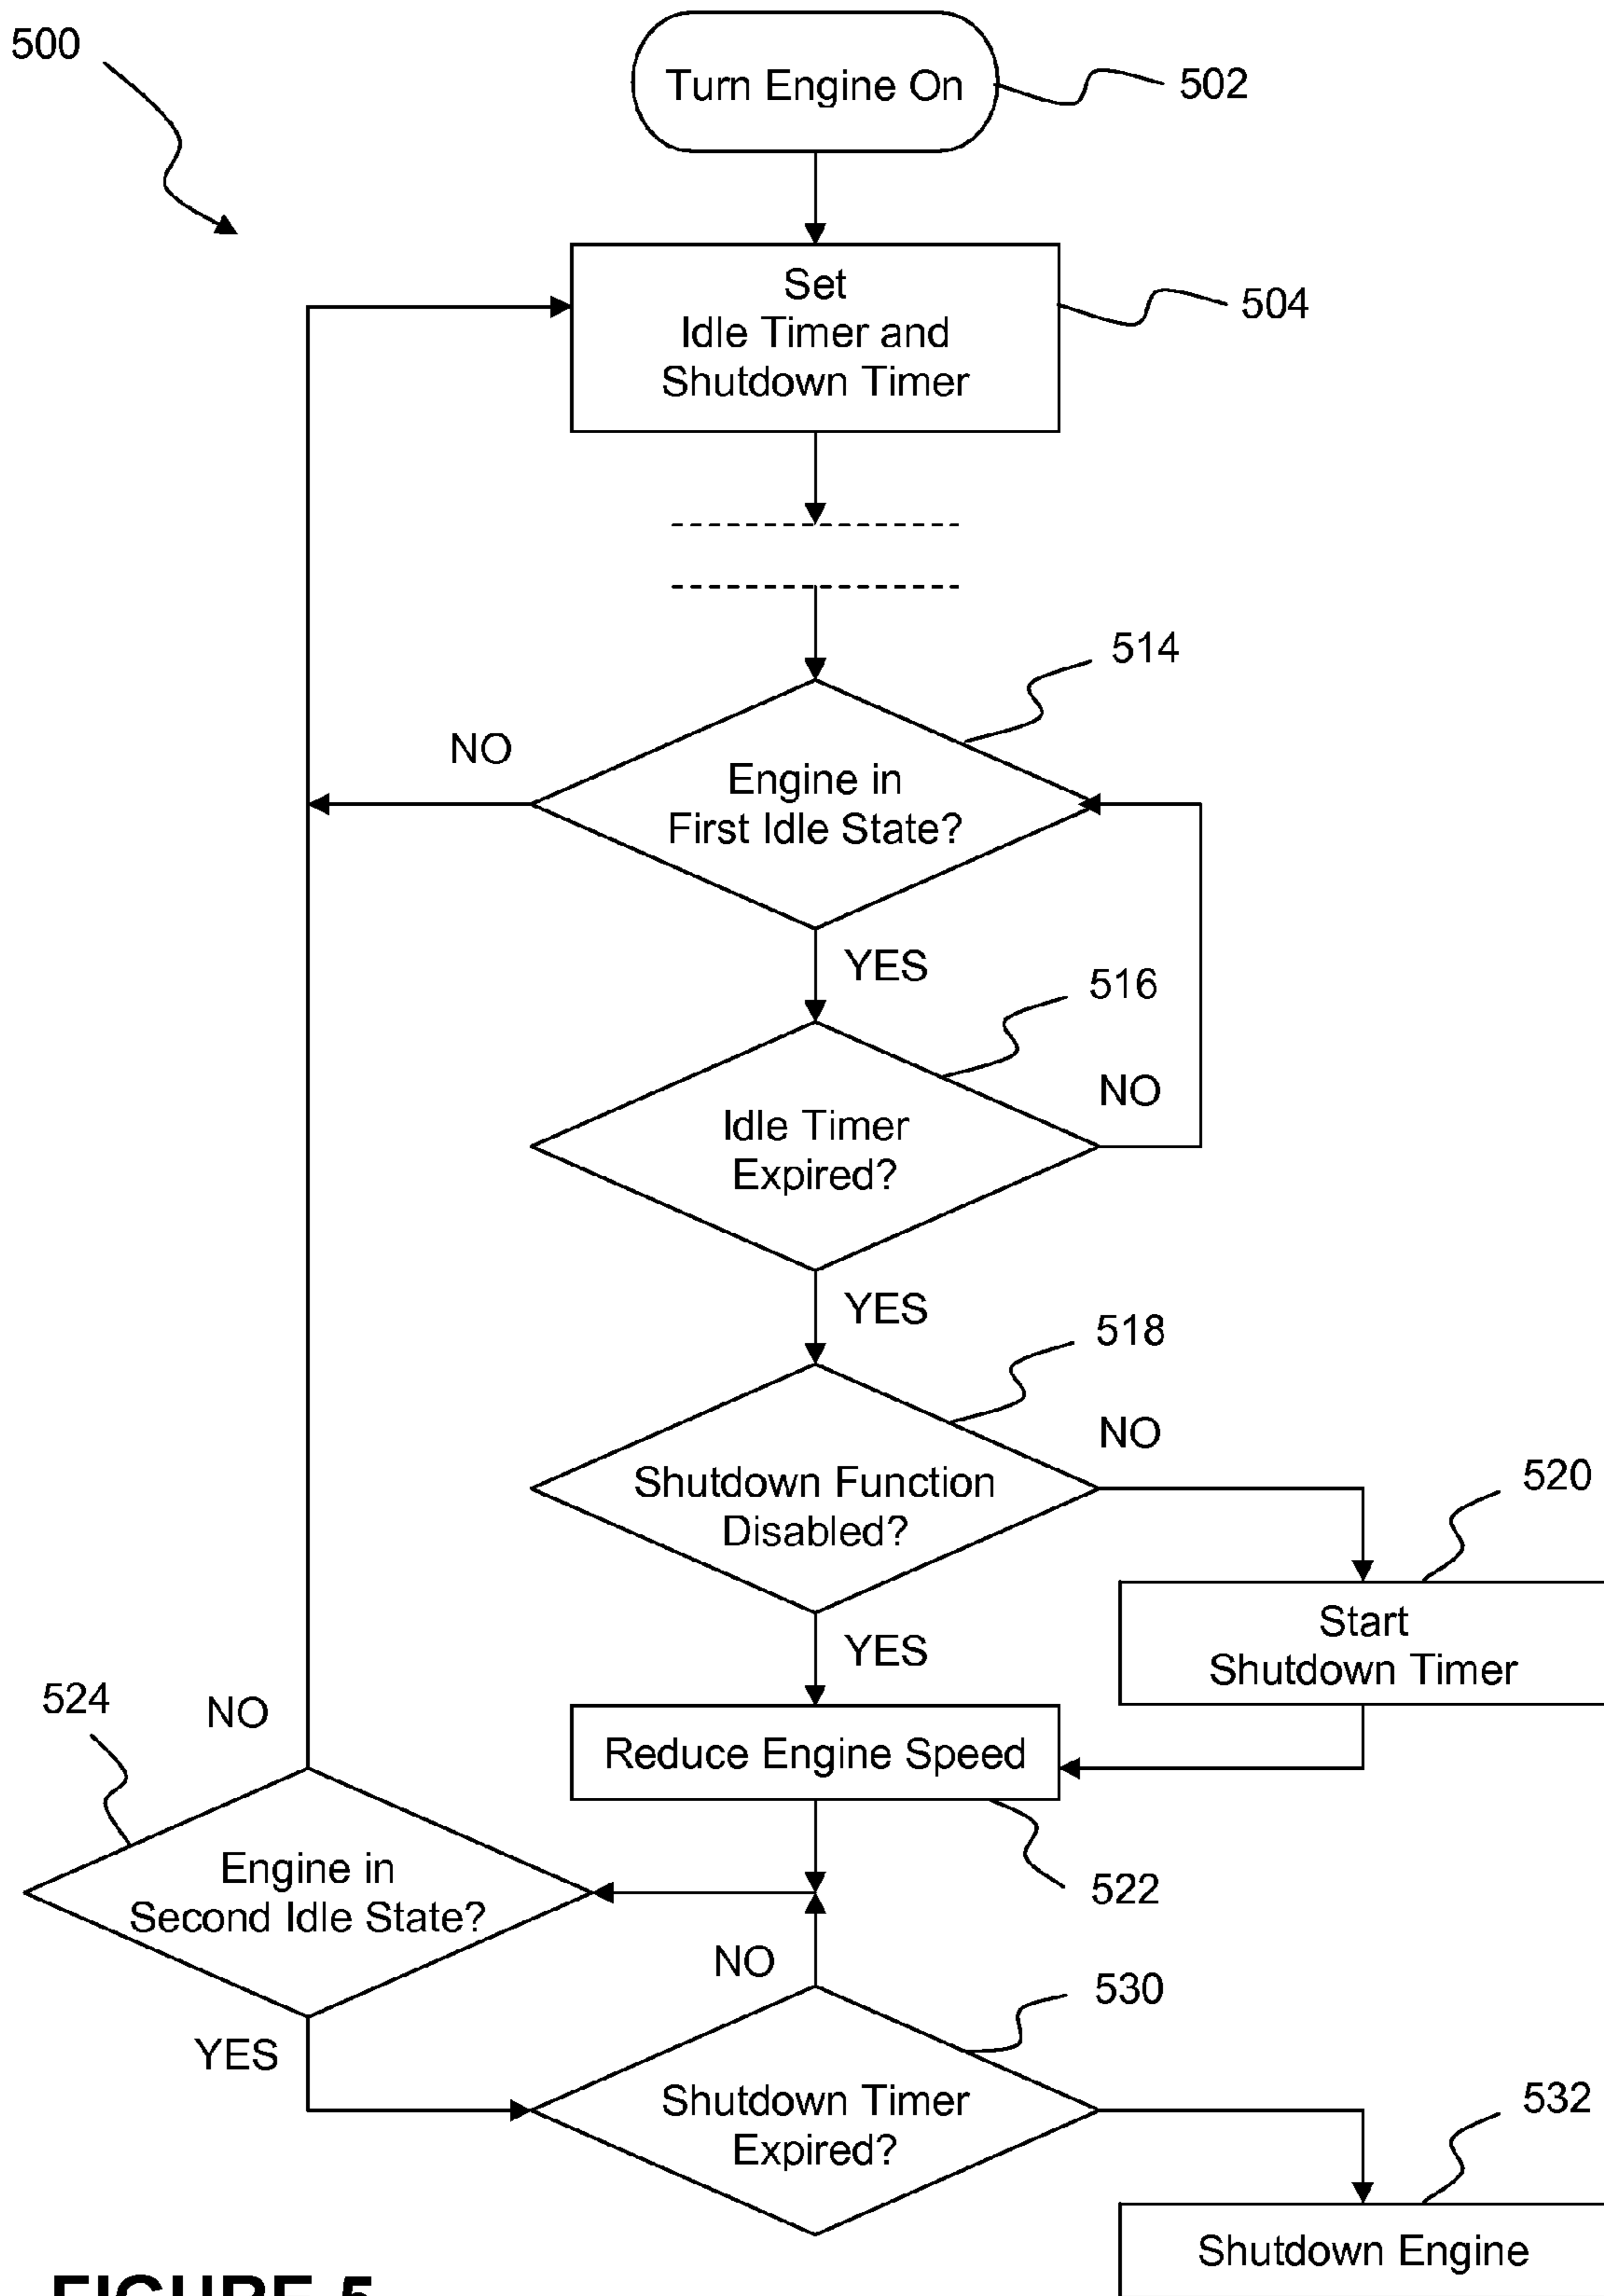 500
Turn Engine On
502
Set
Idle Timer and
Shutdown Timer
504
514
NO
Engine in
First Idle State?
YES
516
NO
Idle Timer
Expired?
YES
518
NO
Shutdown Function
Disabled?
520
Start
Shutdown Timer
YES
524
NO
Reduce Engine Speed
522
Engine in
Second Idle State?
NO
530
YES
Shutdown Timer
Expired?
532
Shutdown Engine
FIGURE 5